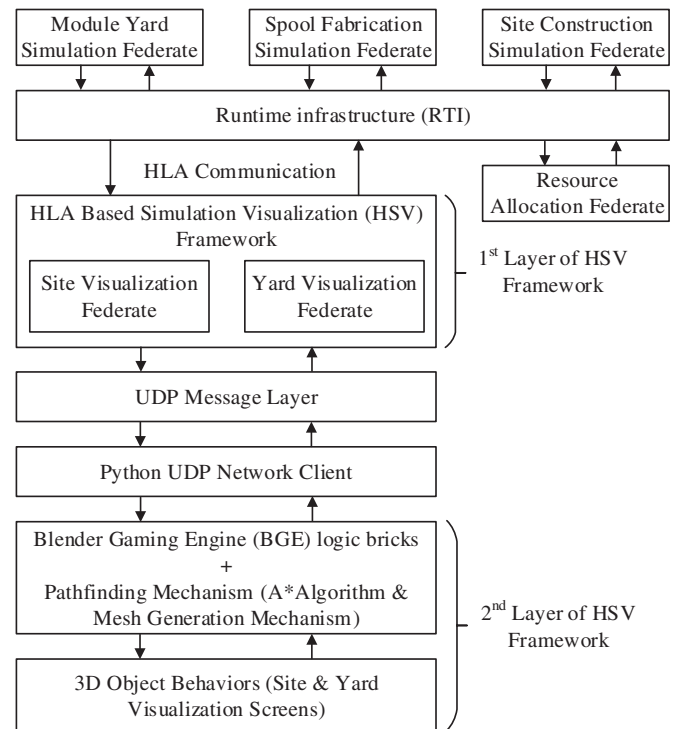 Module Yard
Simulation Federate
Spool Fabrication
Simulation Federate
Site Construction
Simulation Federate
Runtime infrastructure (RTI)
HLA Communication
Resource
Allocation Federate
HLA Based Simulation Visualization (HSV)
Framework
Site Visualization
Federate
Yard Visualization
Federate
1st Layer of HSV
Framework
UDP Message Layer
Python UDP Network Client
Blender Gaming Engine (BGE) logic bricks
+
Pathfinding Mechanism (A*Algorithm &
Mesh Generation Mechanism)
2nd Layer of HSV
Framework
3D Object Behaviors (Site & Yard
Visualization Screens)